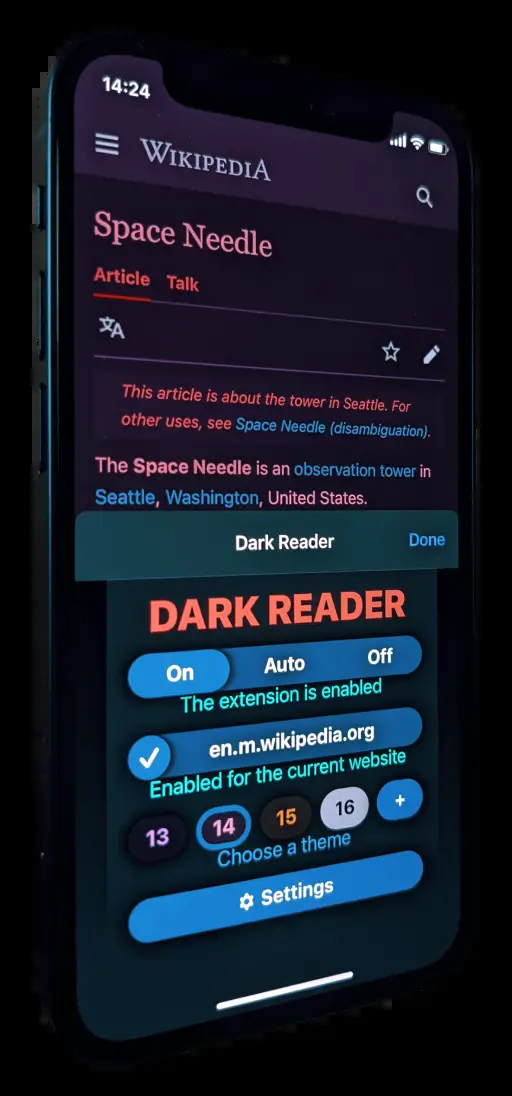 14:24
WIKIPEDIA
Space Needle
Article Talk
This article is about the tower in Seattle. For
other uses, see Space Needle (disambiguation).
The Space Needle is an observation tower in
Seattle, Washington, United States.
Dark Reader Done
DARK READER
On Auto Off
The extension is enabled
en.m.wikipedia.org
Enabled for the current website
13 14 15 16 +
Choose a theme
Settings